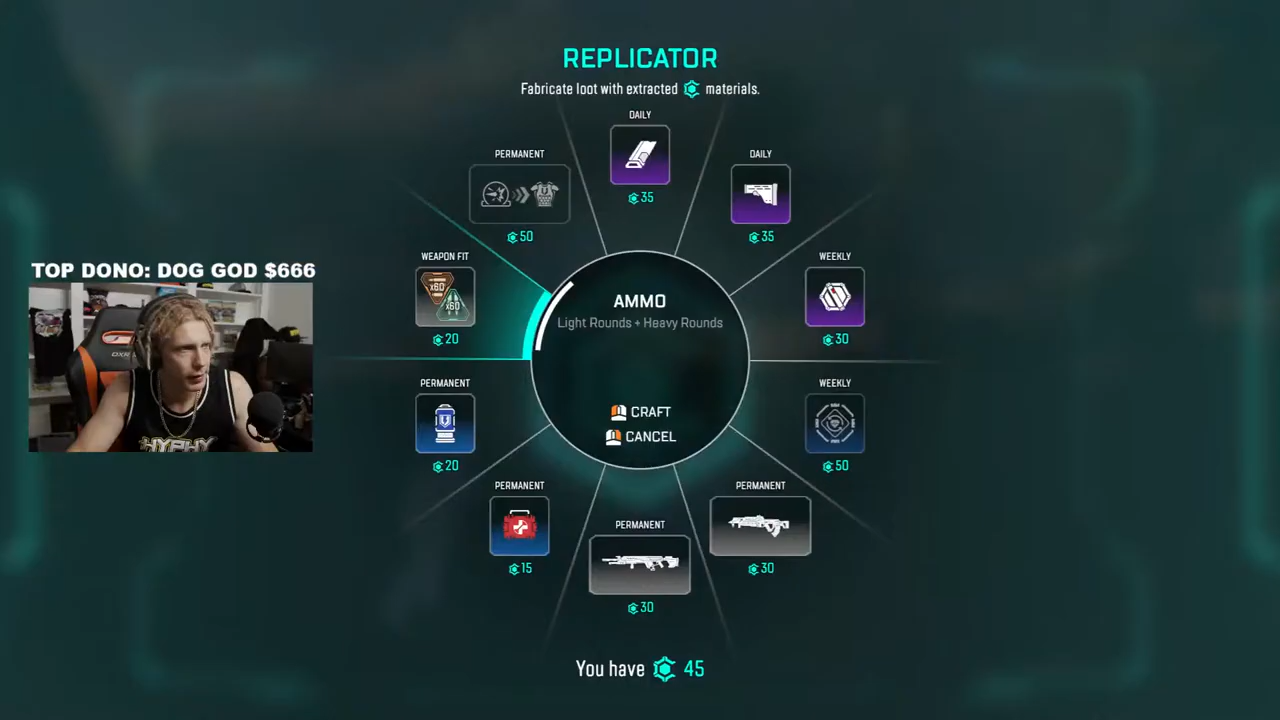 REPLICATOR
Fabricate loot with extracted materials.
DAILY
35
DAILY
35
PERMANENT
50
WEAPON FIT
x60
x60
20
WEEKLY
30
AMMO
Light Rounds + Heavy Rounds
CRAFT
CANCEL
TOP DONO: DOG GOD $666
HYPHY
PERMANENT
20
WEEKLY
50
PERMANENT
15
PERMANENT
30
PERMANENT
30
You have 45